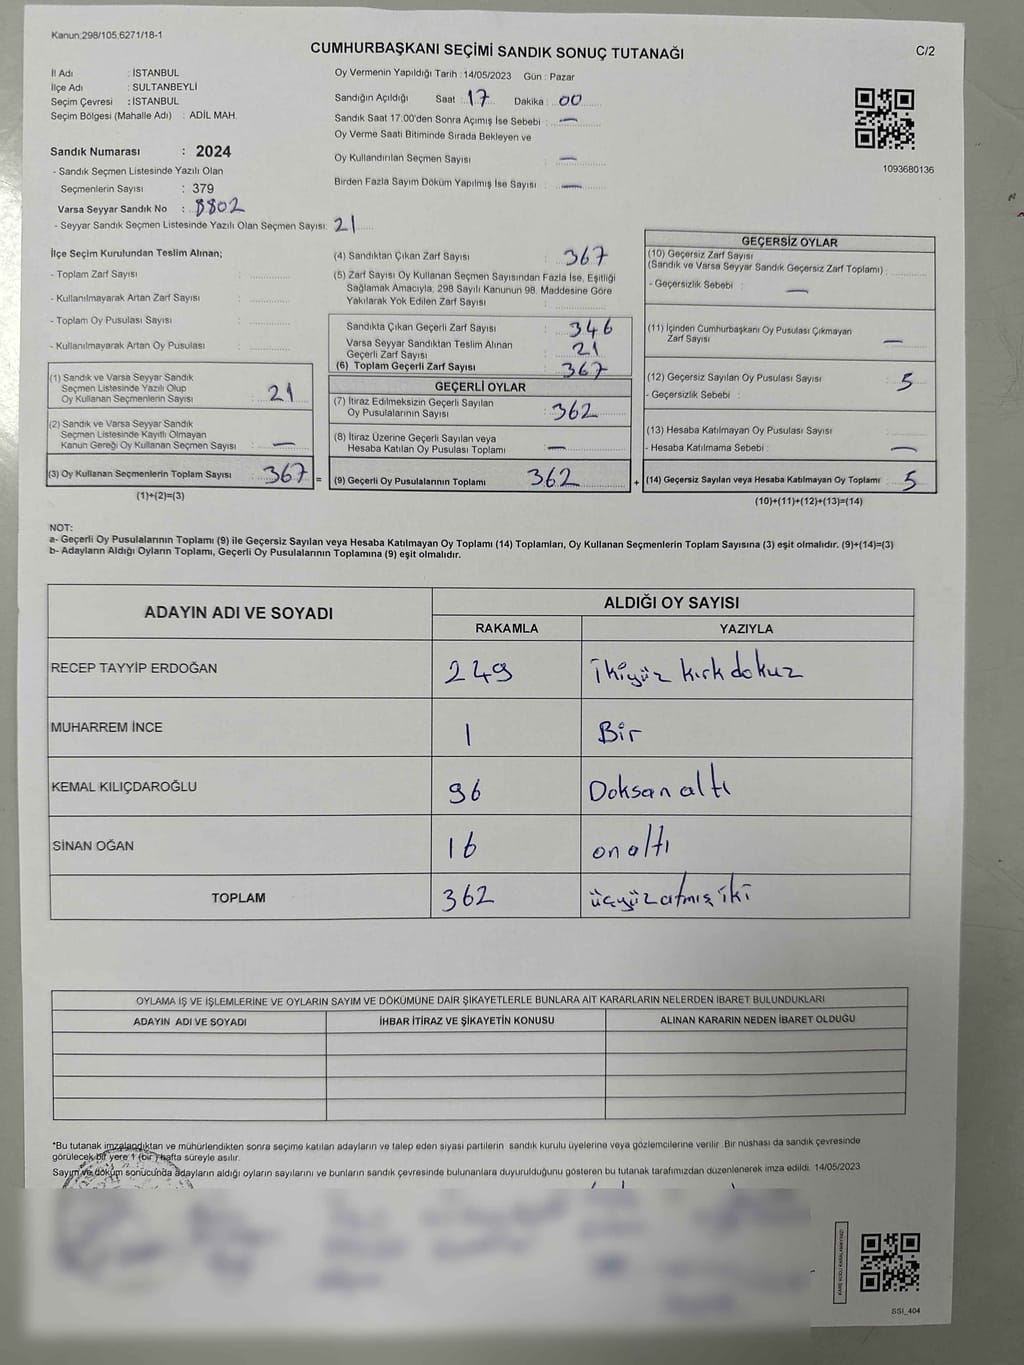 Kanun:298/105,6271/18-1
CUMHURBAŞKANI SEÇİMİ SANDIK SONUÇ TUTANAĞI
C/2
İl Adı : İSTANBUL
İlçe Adı : SULTANBEYLİ
Seçim Çevresi : İSTANBUL
Seçim Bölgesi (Mahalle Adı) : ADİL MAH.
Oy Vermenin Yapıldığı Tarih : 14/05/2023 Gün : Pazar
Sandığın Açıldığı Saat : 17 Dakika : 00
Sandık Saat 17:00'den Sonra Açımış İse Sebebi : —
Oy Verme Saati Bitiminde Sırada Bekleyen ve
Oy Kullandırılan Seçmen Sayısı : —
Birden Fazla Sayım Döküm Yapılmış İse Sayısı : —
1093680136
Sandık Numarası : 2024
- Sandık Seçmen Listesinde Yazılı Olan
Seçmenlerin Sayısı : 379
Varsa Seyyar Sandık No : 8802
- Seyyar Sandık Seçmen Listesinde Yazılı Olan Seçmen Sayısı: 21
İlçe Seçim Kurulundan Teslim Alınan;
- Toplam Zarf Sayısı :
- Kullanılmayarak Artan Zarf Sayısı :
- Toplam Oy Pusulası Sayısı :
- Kullanılmayarak Artan Oy Pusulası :
(1) Sandık ve Varsa Seyyar Sandık
Seçmen Listesinde Yazılı Olup
Oy Kullanan Seçmenlerin Sayısı : 21
(2) Sandık ve Varsa Seyyar Sandık
Seçmen Listesinde Kayıtlı Olmayan
Kanun Gereği Oy Kullanan Seçmen Sayısı : —
(3) Oy Kullanan Seçmenlerin Toplam Sayısı : 367
(1)+(2)=(3)
(4) Sandıktan Çıkan Zarf Sayısı : 367
(5) Zarf Sayısı Oy Kullanan Seçmen Sayısından Fazla İse, Eşitliği
Sağlamak Amacıyla, 298 Sayılı Kanunun 98. Maddesine Göre
Yakılarak Yok Edilen Zarf Sayısı :
Sandıkta Çıkan Geçerli Zarf Sayısı : 346
Varsa Seyyar Sandıktan Teslim Alınan
Geçerli Zarf Sayısı : 21
(6) Toplam Geçerli Zarf Sayısı : 367
GEÇERLİ OYLAR
(7) İtiraz Edilmeksizin Geçerli Sayılan
Oy Pusulalarının Sayısı : 362
(8) İtiraz Üzerine Geçerli Sayılan veya
Hesaba Katılan Oy Pusulası Toplamı : —
= (9) Geçerli Oy Pusulalarının Toplamı : 362
GEÇERSİZ OYLAR
(10) Geçersiz Zarf Sayısı
(Sandık ve Varsa Seyyar Sandık Geçersiz Zarf Toplamı) :
- Geçersizlik Sebebi : —
(11) İçinden Cumhurbaşkanı Oy Pusulası Çıkmayan
Zarf Sayısı : —
(12) Geçersiz Sayılan Oy Pusulası Sayısı : 5
- Geçersizlik Sebebi :
(13) Hesaba Katılmayan Oy Pusulası Sayısı :
- Hesaba Katılmama Sebebi : —
+ (14) Geçersiz Sayılan veya Hesaba Katılmayan Oy Toplamı : 5
(10)+(11)+(12)+(13)=(14)
NOT:
a- Geçerli Oy Pusulalarının Toplamı (9) ile Geçersiz Sayılan veya Hesaba Katılmayan Oy Toplamı (14) Toplamları, Oy Kullanan Seçmenlerin Toplam Sayısına (3) eşit olmalıdır. (9)+(14)=(3)
b- Adayların Aldığı Oyların Toplamı, Geçerli Oy Pusulalarının Toplamına (9) eşit olmalıdır.
ADAYIN ADI VE SOYADI
ALDIĞI OY SAYISI
RAKAMLA YAZIYLA
RECEP TAYYİP ERDOĞAN 249 ikiyüz kırk dokuz
MUHARREM İNCE 1 Bir
KEMAL KILIÇDAROĞLU 96 Doksan altı
SİNAN OĞAN 16 on altı
TOPLAM 362 üçyüz atmış iki
OYLAMA İŞ VE İŞLEMLERİNE VE OYLARIN SAYIM VE DÖKÜMÜNE DAİR ŞİKAYETLERLE BUNLARA AİT KARARLARIN NELERDEN İBARET BULUNDUKLARI
ADAYIN ADI VE SOYADI İHBAR İTİRAZ VE ŞİKAYETİN KONUSU ALINAN KARARIN NEDEN İBARET OLDUĞU
*Bu tutanak imzalandıktan ve mühürlendikten sonra seçime katılan adayların ve talep eden siyasi partilerin sandık kurulu üyelerine veya gözlemcilerine verilir. Bir nüshası da sandık çevresinde
görülecek bir yere 1 (bir ) hafta süreyle asılır.
Sayım ve döküm sonucunda adayların aldığı oyların sayılarını ve bunların sandık çevresinde bulunanlara duyurulduğunu gösteren bu tutanak tarafımızdan düzenlenerek imza edildi. 14/05/2023
SSI_404